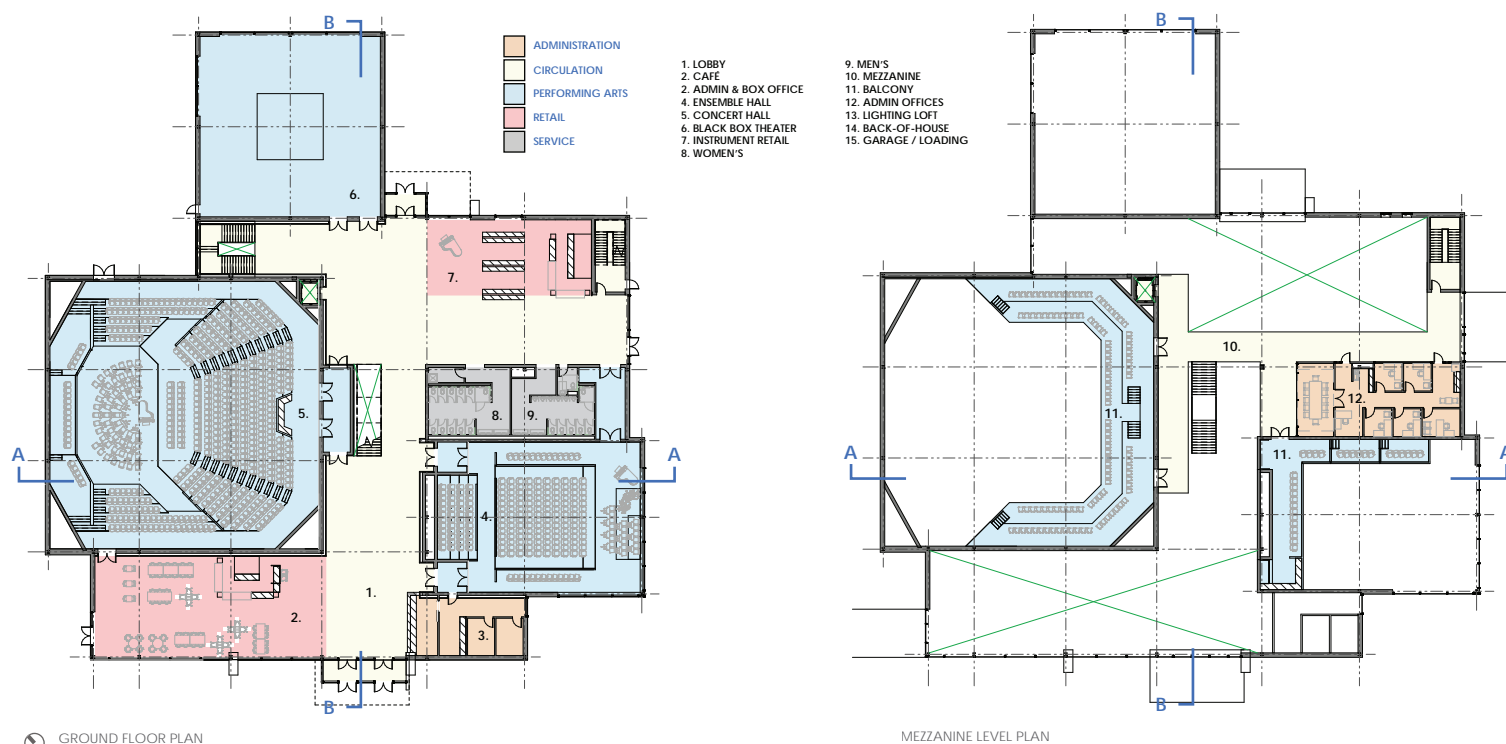 B
B
ADMINISTRATION
CIRCULATION
PERFORMING ARTS
RETAIL
SERVICE
1. LOBBY
2. CAFÉ
2. ADMIN & BOX OFFICE
4. ENSEMBLE HALL
5. CONCERT HALL
6. BLACK BOX THEATER
7. INSTRUMENT RETAIL
8. WOMEN'S
9. MEN'S
10. MEZZANINE
11. BALCONY
12. ADMIN OFFICES
13. LIGHTING LOFT
14. BACK-OF-HOUSE
15. GARAGE / LOADING
6.
7.
5.
8.
9.
4.
A
A
1.
2.
3.
B
10.
12.
11.
11.
A
A
B
GROUND FLOOR PLAN
MEZZANINE LEVEL PLAN